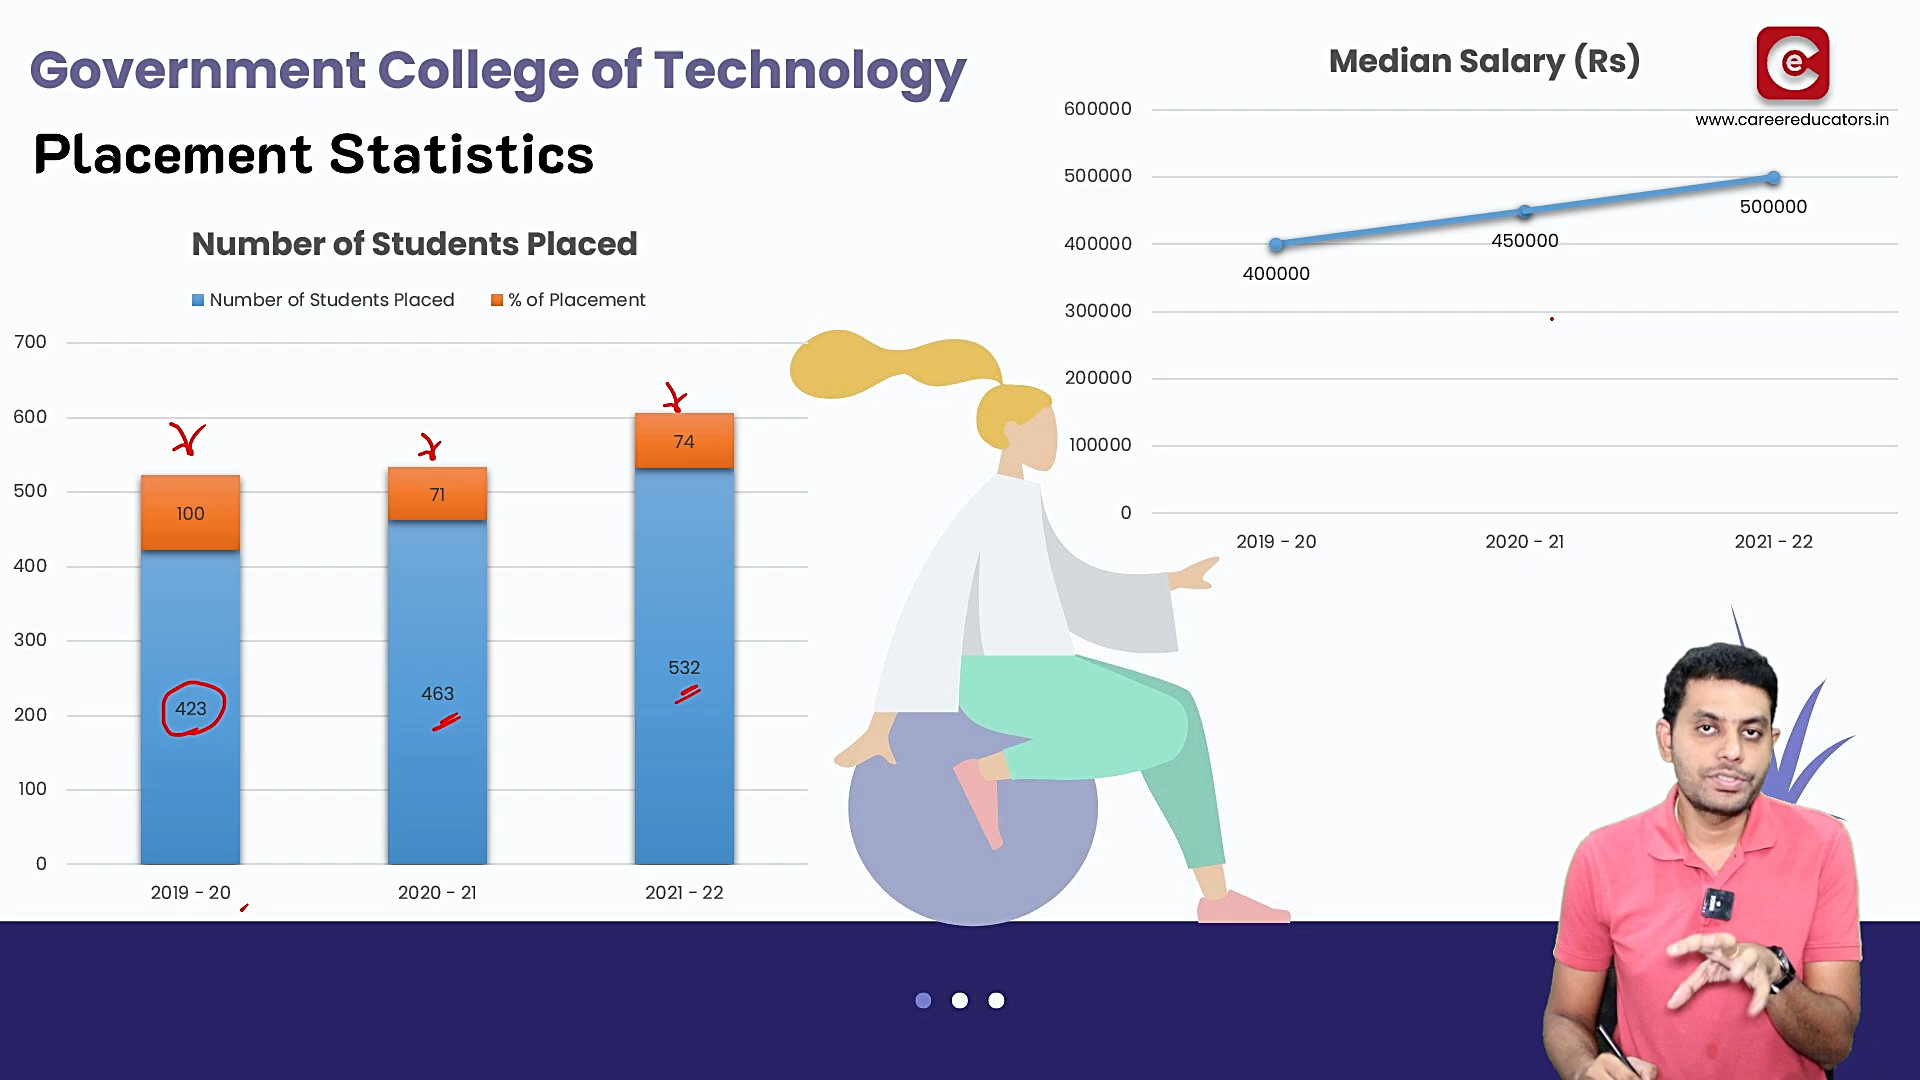 Government College of Technology
Placement Statistics
Number of Students Placed
Number of Students Placed
% of Placement
700
600
500
400
300
200
100
0
100
71
74
423
463
532
2019 - 20
2020 - 21
2021 - 22
Median Salary (Rs)
e
www.careereducators.in
600000
500000
400000
300000
200000
100000
0
400000
450000
500000
2019 - 20
2020 - 21
2021 - 22